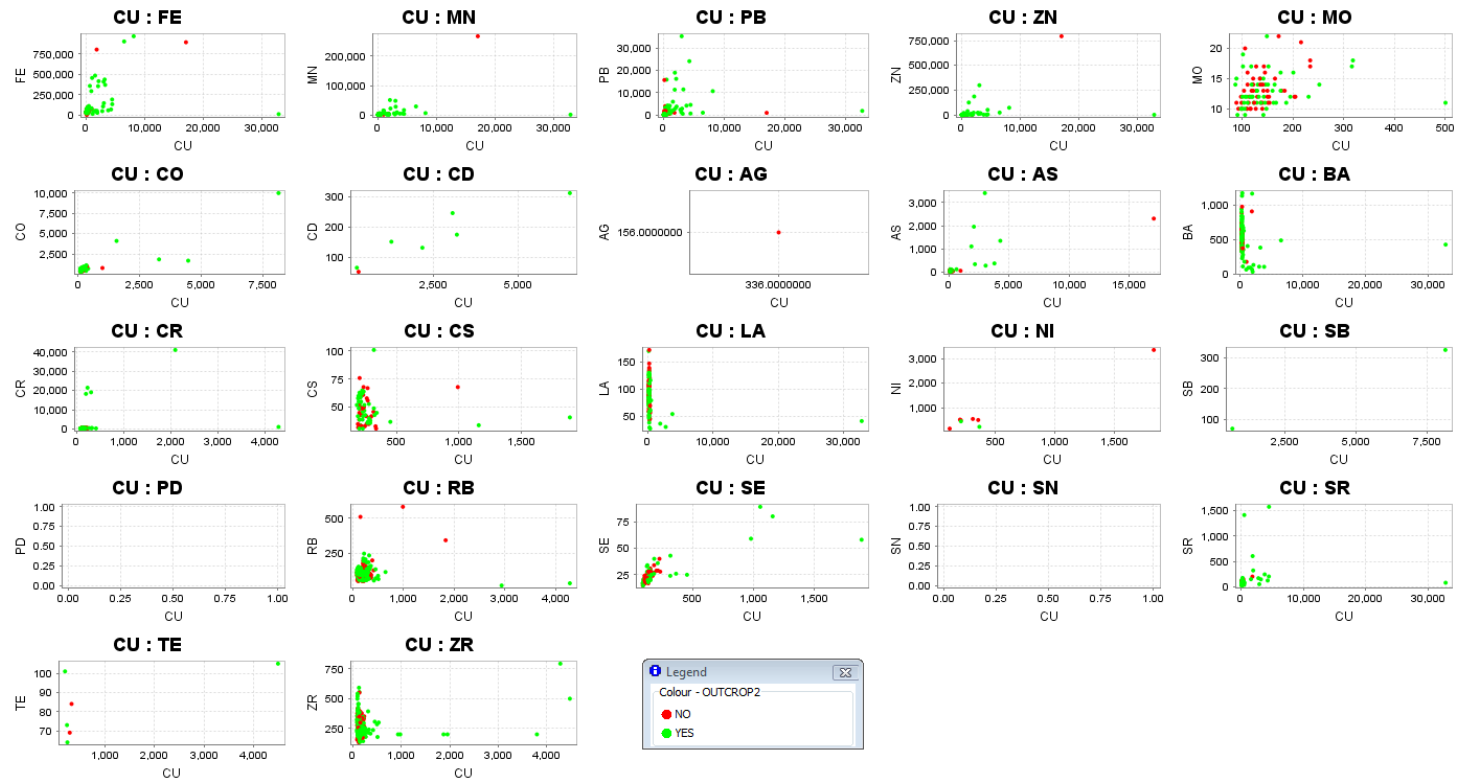 CU : FE
CU : MN
CU : PB
CU : ZN
CU : MO
FE
750,000
500,000
250,000
0
0 10,000 20,000 30,000
CU
MN
200,000
100,000
0
0 10,000 20,000 30,000
CU
PB
30,000
20,000
10,000
0
0 10,000 20,000 30,000
CU
ZN
750,000
500,000
250,000
0
0 10,000 20,000 30,000
CU
MO
20
15
10
100 200 300 400 500
CU
CU : CO
CU : CD
CU : AG
CU : AS
CU : BA
CO
10,000
7,500
5,000
2,500
0 2,500 5,000 7,500
CU
CD
300
200
100
2,500 5,000
CU
AG
156.0000000
336.0000000
CU
AS
3,000
2,000
1,000
0
0 5,000 10,000 15,000
CU
BA
1,000
500
0
0 10,000 20,000 30,000
CU
CU : CR
CU : CS
CU : LA
CU : NI
CU : SB
CR
40,000
30,000
20,000
10,000
0
0 1,000 2,000 3,000 4,000
CU
CS
100
75
50
500 1,000 1,500
CU
LA
150
100
50
0 10,000 20,000 30,000
CU
NI
3,000
2,000
1,000
500 1,000 1,500
CU
SB
300
200
100
2,500 5,000 7,500
CU
CU : PD
CU : RB
CU : SE
CU : SN
CU : SR
PD
1.00
0.75
0.50
0.25
0.00
0.00 0.25 0.50 0.75 1.00
CU
RB
500
250
0 1,000 2,000 3,000 4,000
CU
SE
75
50
25
500 1,000 1,500
CU
SN
1.00
0.75
0.50
0.25
0.00
0.00 0.25 0.50 0.75 1.00
CU
SR
1,500
1,000
500
0
0 10,000 20,000 30,000
CU
CU : TE
CU : ZR
TE
100
90
80
70
1,000 2,000 3,000 4,000
CU
ZR
750
500
250
0 1,000 2,000 3,000 4,000
CU
Legend
Colour - OUTCROP2
NO
YES